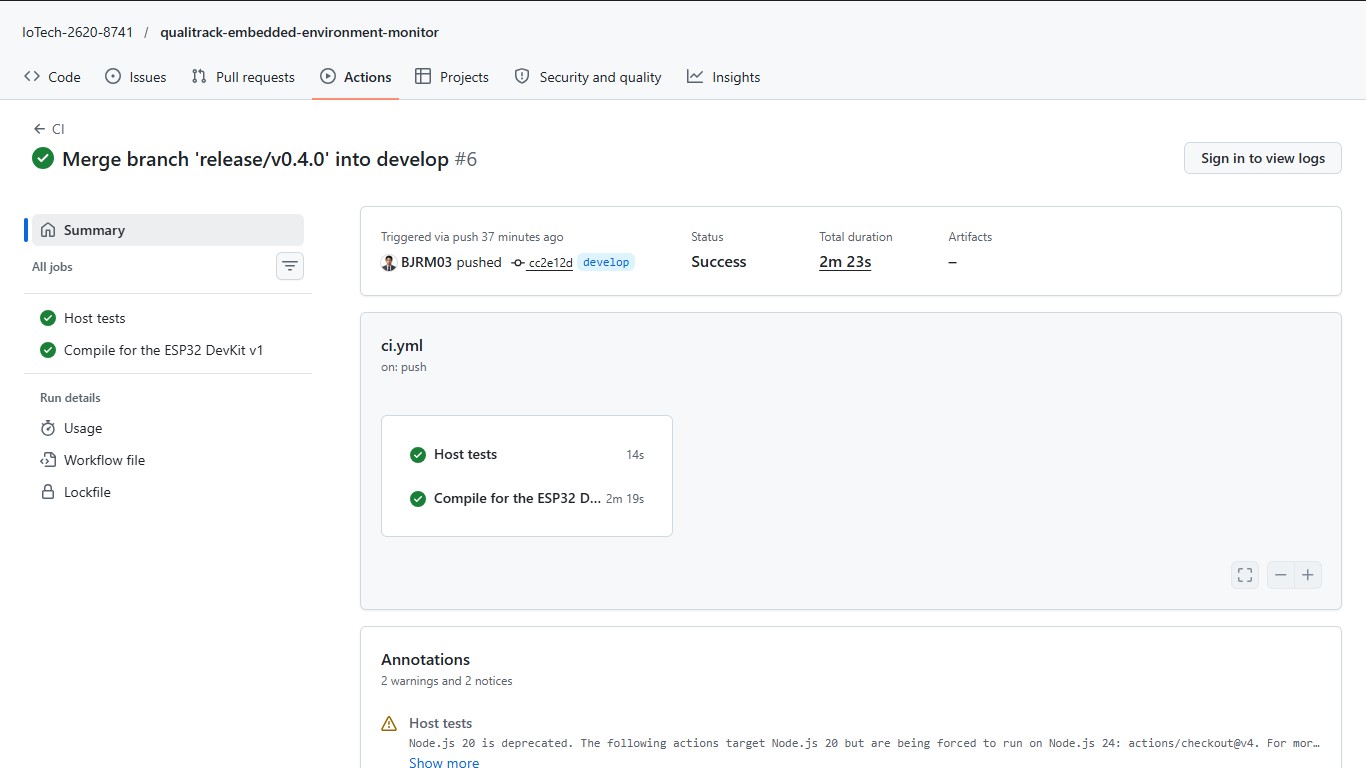 IoTech-2620-8741 / qualitrack-embedded-environment-monitor
Code Issues Pull requests Actions Projects Security and quality Insights
CI
Merge branch 'release/v0.4.0' into develop #6
Sign in to view logs
Summary
All jobs
Host tests
Compile for the ESP32 DevKit v1
Run details
Usage
Workflow file
Lockfile
Triggered via push 37 minutes ago
BJRM03 pushed cc2e12d develop
Status
Success
Total duration
2m 23s
Artifacts
–
ci.yml
on: push
Host tests 14s
Compile for the ESP32 D... 2m 19s
Annotations
2 warnings and 2 notices
Host tests
Node.js 20 is deprecated. The following actions target Node.js 20 but are being forced to run on Node.js 24: actions/checkout@v4. For mor…
Show more